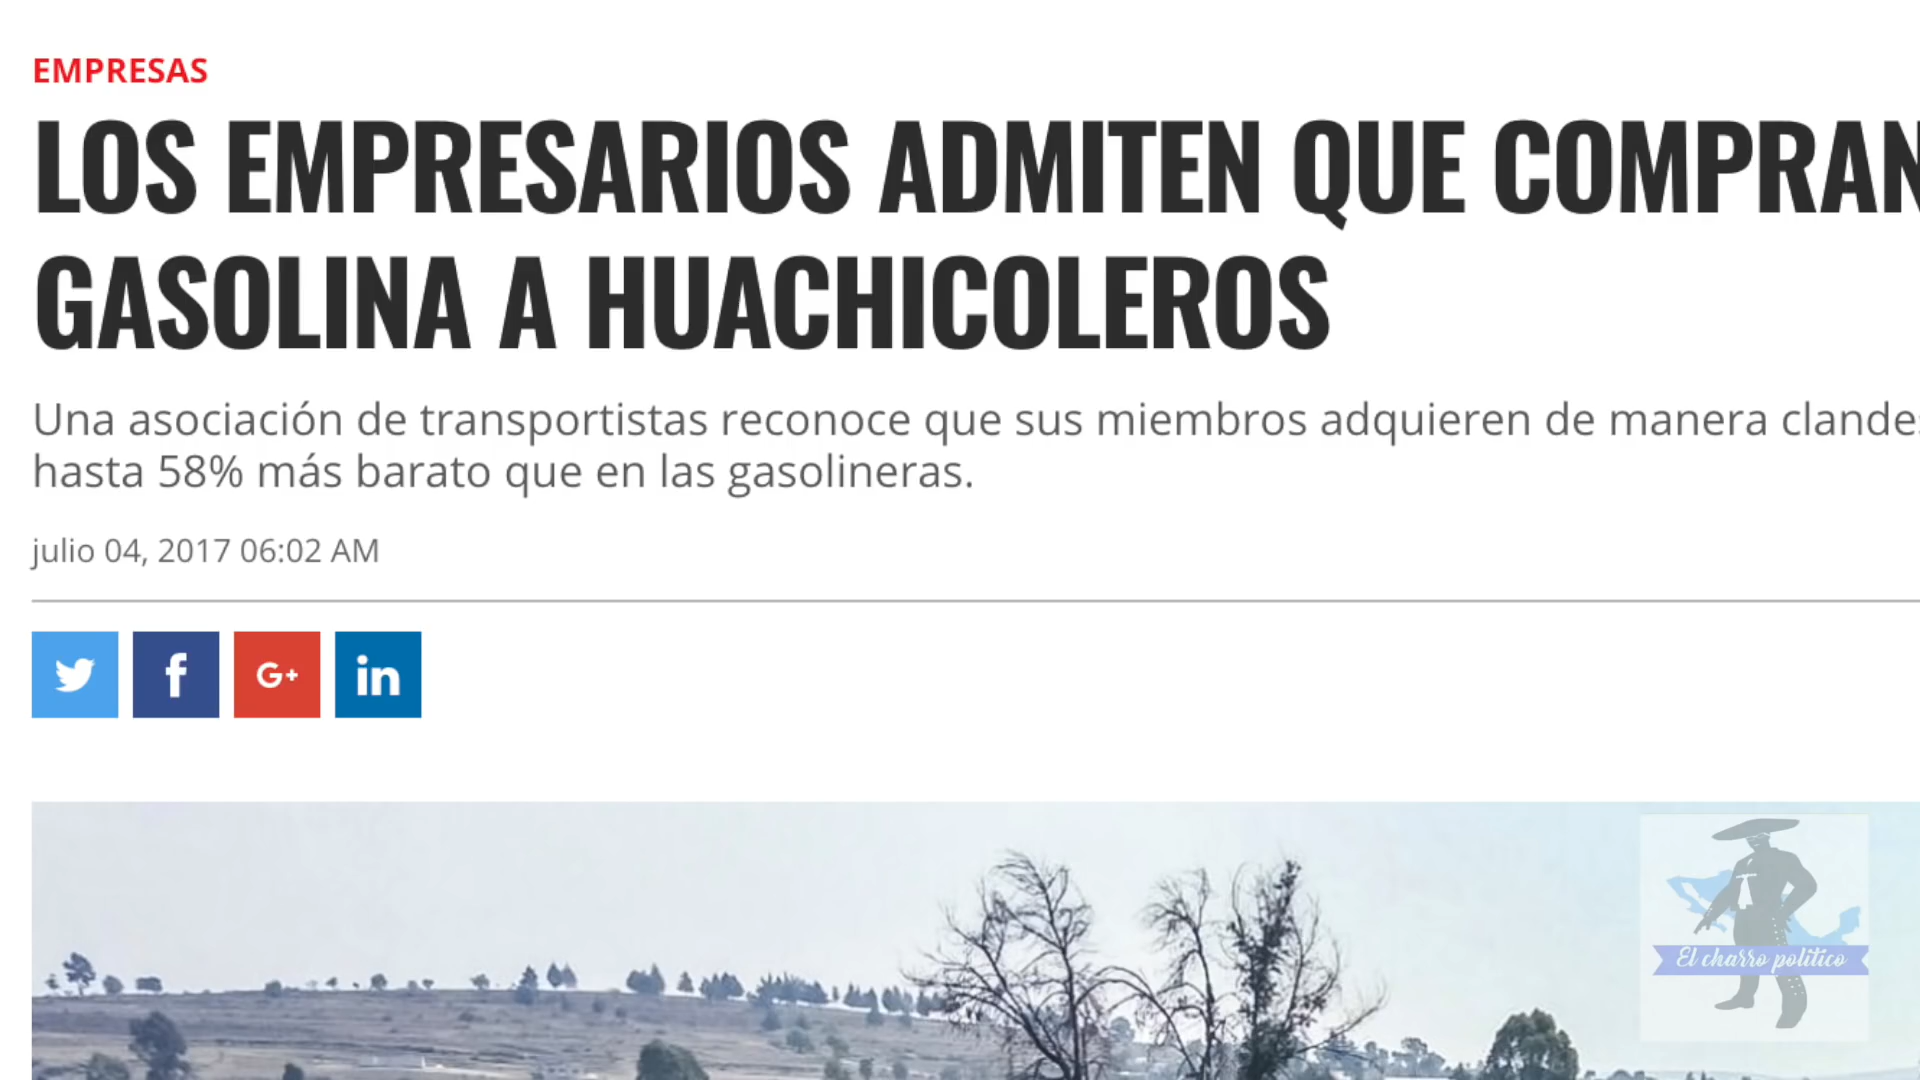 EMPRESAS
LOS EMPRESARIOS ADMITEN QUE COMPRAN
GASOLINA A HUACHICOLEROS
Una asociación de transportistas reconoce que sus miembros adquieren de manera
hasta 58% más barato que en las gasolineras.
julio 04, 2017 06:02 AM
f
G+
in
El charro político